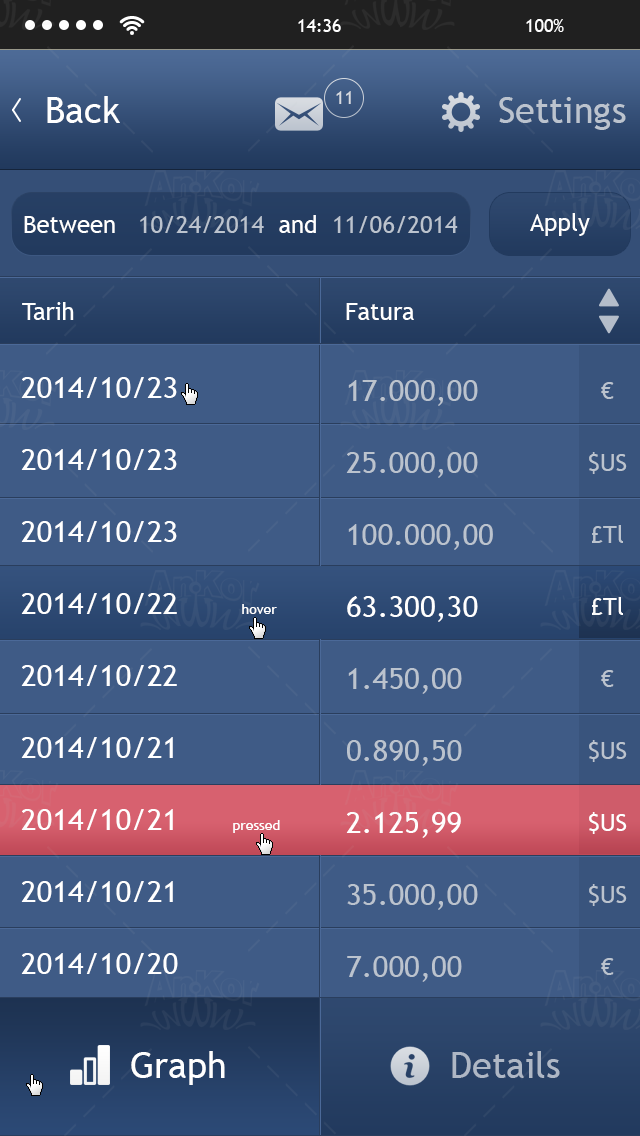 14:36 100%
Back 11 Settings
Between 10/24/2014 and 11/06/2014 Apply
Tarih Fatura
2014/10/23 17.000,00 €
2014/10/23 25.000,00 $US
2014/10/23 100.000,00 £Tl
2014/10/22 hover 63.300,30 £Tl
2014/10/22 1.450,00 €
2014/10/21 0.890,50 $US
2014/10/21 pressed 2.125,99 $US
2014/10/21 35.000,00 $US
2014/10/20 7.000,00 €
Graph i Details